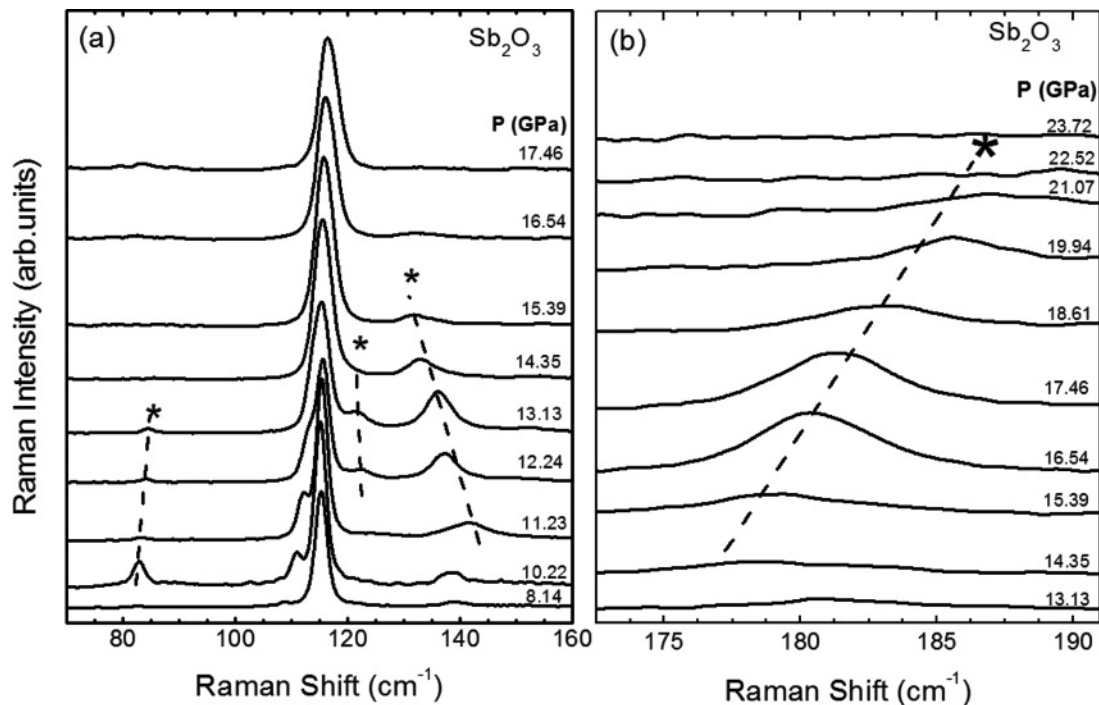 (a)
Sb₂O₃
P (GPa)
17.46
16.54
*
15.39
*
14.35
*
13.13
12.24
11.23
10.22
8.14
80 100 120 140 160
Raman Shift (cm⁻¹)
Raman Intensity (arb.units)
(b)
Sb₂O₃
P (GPa)
23.72
*
22.52
21.07
19.94
18.61
17.46
16.54
15.39
14.35
13.13
175 180 185 190
Raman Shift (cm⁻¹)